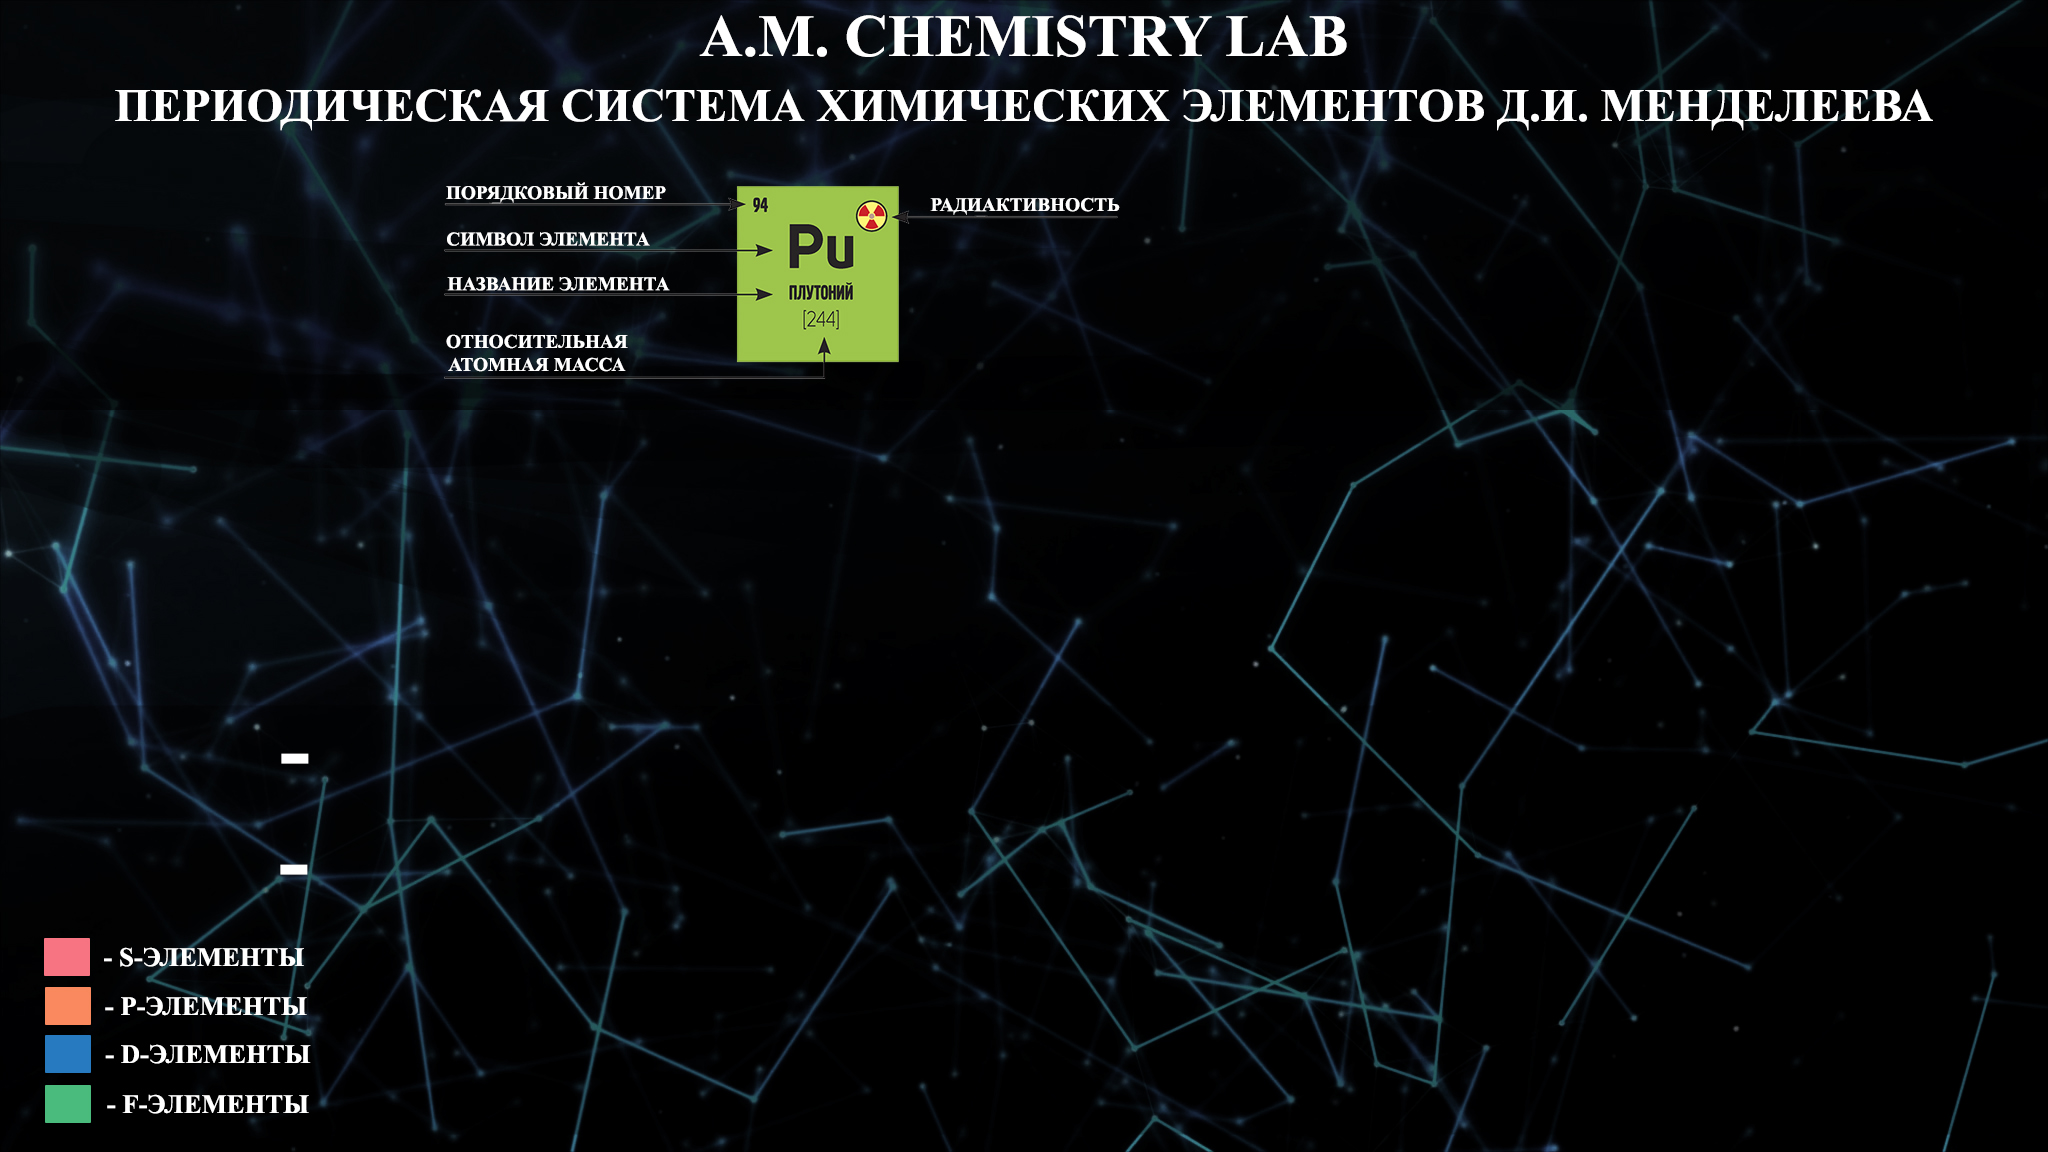 A.M. CHEMISTRY LAB
ПЕРИОДИЧЕСКАЯ СИСТЕМА ХИМИЧЕСКИХ ЭЛЕМЕНТОВ Д.И. МЕНДЕЛЕЕВА
ПОРЯДКОВЫЙ НОМЕР
СИМВОЛ ЭЛЕМЕНТА
НАЗВАНИЕ ЭЛЕМЕНТА
ОТНОСИТЕЛЬНАЯ
АТОМНАЯ МАССА
94
Pu
ПЛУТОНИЙ
[244]
РАДИАКТИВНОСТЬ
- S-ЭЛЕМЕНТЫ
- P-ЭЛЕМЕНТЫ
- D-ЭЛЕМЕНТЫ
- F-ЭЛЕМЕНТЫ